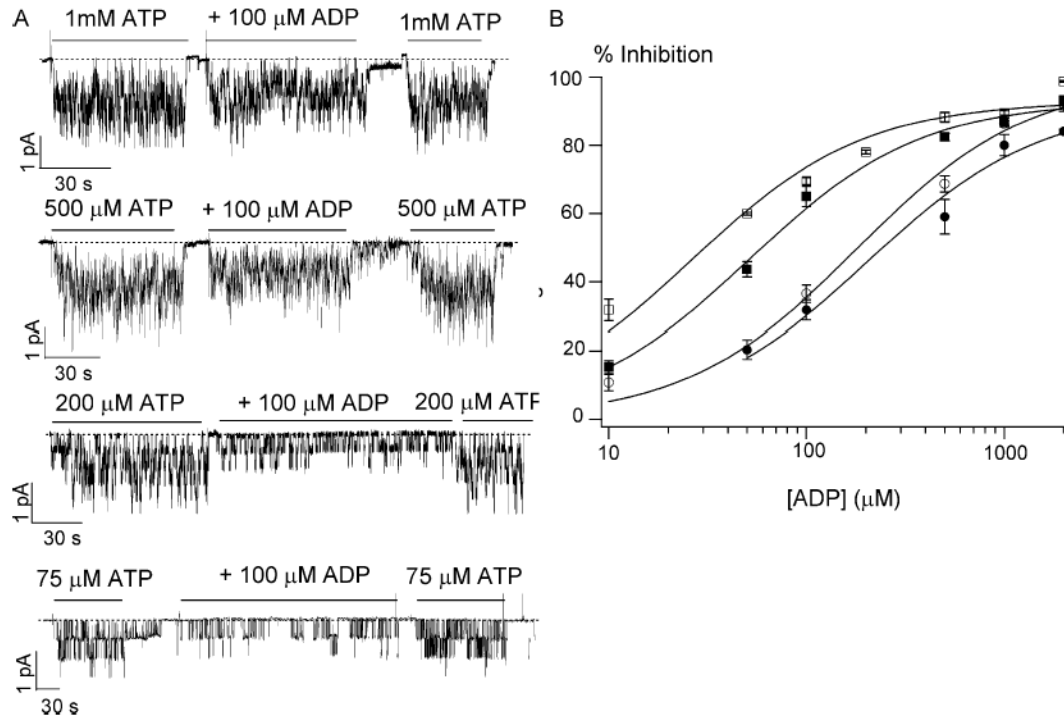 A
1mM ATP + 100 μM ADP 1mM ATP
1 pA
30 s
500 μM ATP + 100 μM ADP 500 μM ATP
1 pA
30 s
200 μM ATP + 100 μM ADP 200 μM ATP
1 pA
30 s
75 μM ATP + 100 μM ADP 75 μM ATP
1 pA
30 s
B
% Inhibition
100
80
60
40
20
0
10 100 1000
[ADP] (μM)